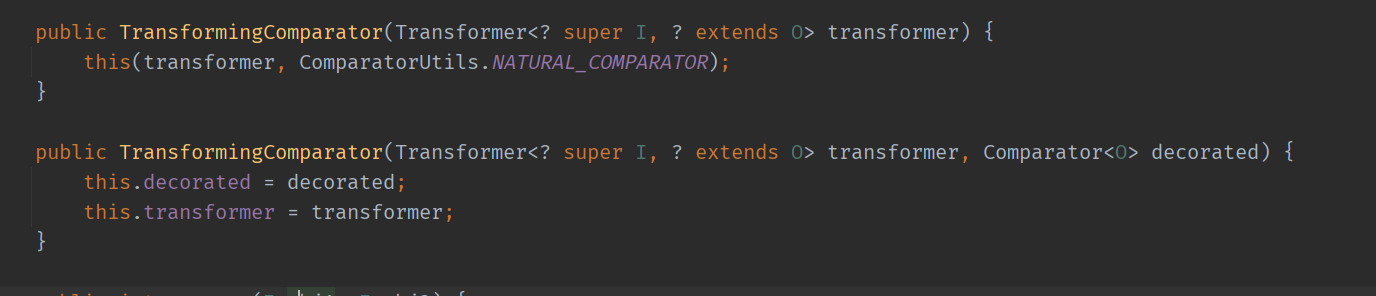 public TransformingComparator(Transformer<? super I, ? extends O> transformer) {
this(transformer, ComparatorUtils.NATURAL_COMPARATOR);
}
public TransformingComparator(Transformer<? super I, ? extends O> transformer, Comparator<O> decorated) {
this.decorated = decorated;
this.transformer = transformer;
}